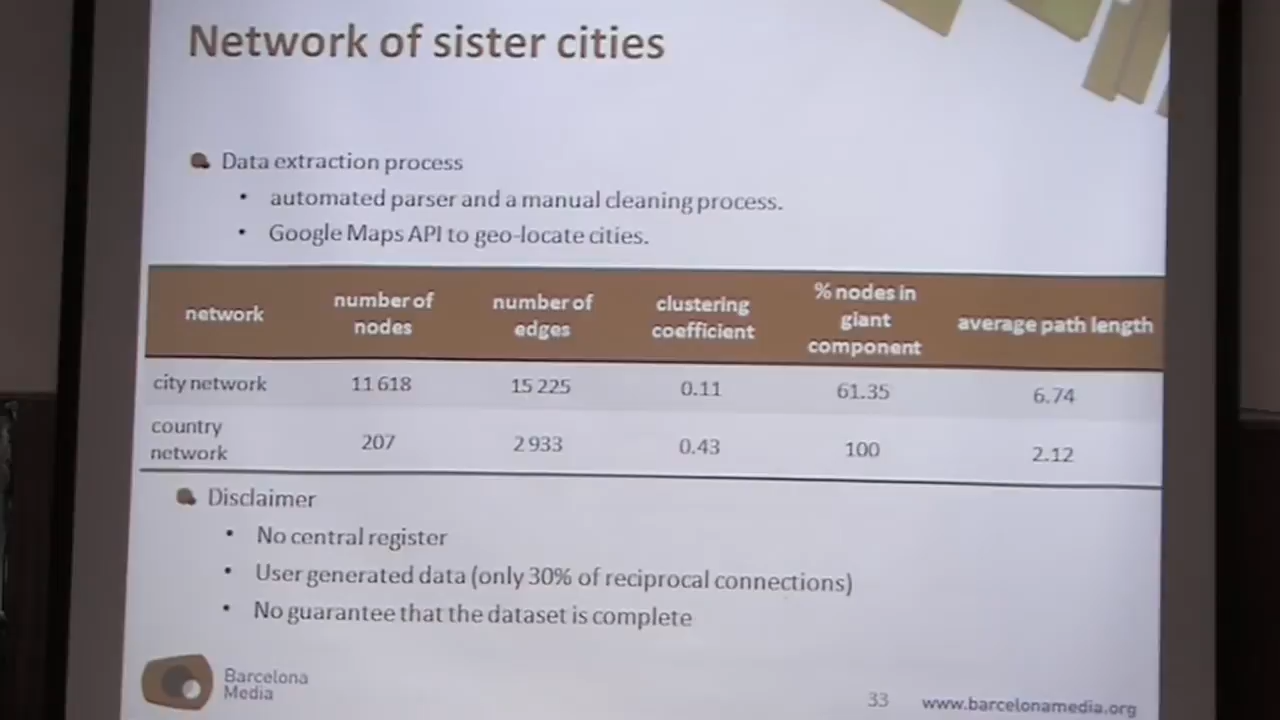 Network of sister cities
Data extraction process
• automated parser and a manual cleaning process.
• Google Maps API to geo-locate cities.
network
number of
nodes
number of
edges
clustering
coefficient
% nodes in
giant
component
average path length
city network 11 618 15 225 0.11 61.35 6.74
country
network
207 2 933 0.43 100 2.12
Disclaimer
• No central register
• User generated data (only 30% of reciprocal connections)
• No guarantee that the dataset is complete
Barcelona
Media
33 www.barcelonamedia.org